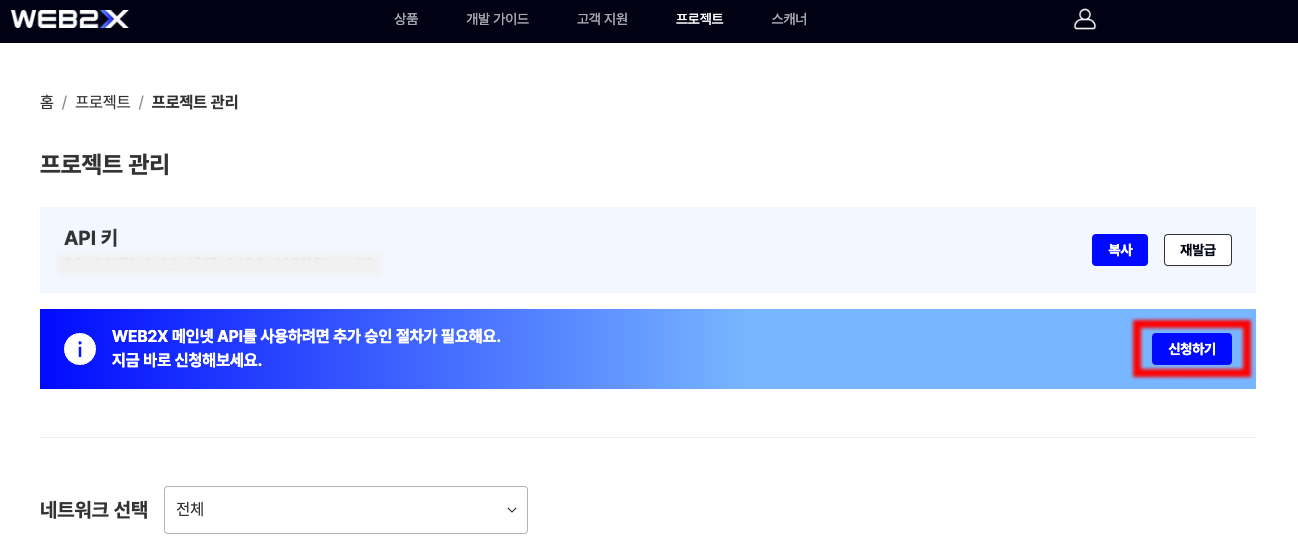 WEB2X
상품
개발 가이드
고객 지원
프로젝트
스캐너
홈 / 프로젝트 / 프로젝트 관리
프로젝트 관리
API 키
복사
재발급
WEB2X 메인넷 API를 사용하려면 추가 승인 절차가 필요해요.
지금 바로 신청해보세요.
신청하기
네트워크 선택
전체